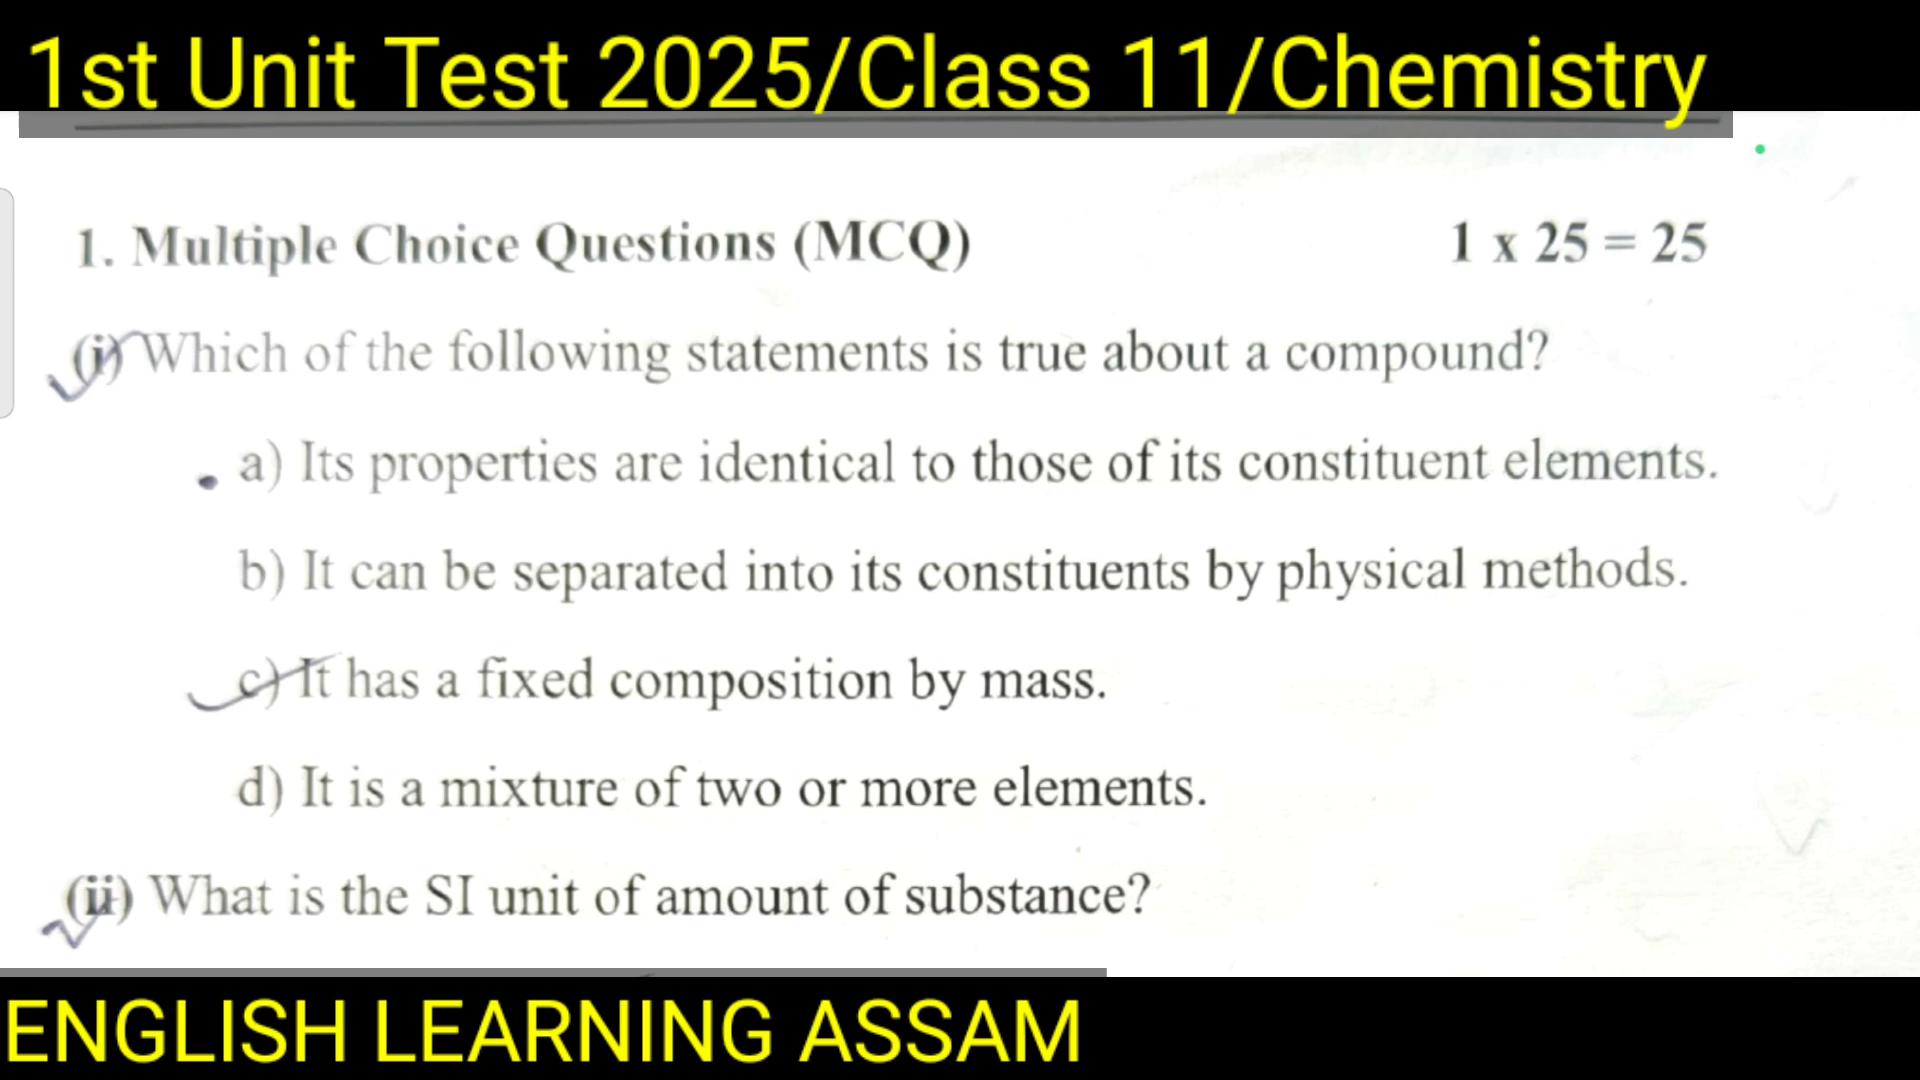 1st Unit Test 2025/Class 11/Chemistry
1. Multiple Choice Questions (MCQ) 1 x 25 = 25
(i) Which of the following statements is true about a compound?
a) Its properties are identical to those of its constituent elements.
b) It can be separated into its constituents by physical methods.
c) It has a fixed composition by mass.
d) It is a mixture of two or more elements.
(ii) What is the SI unit of amount of substance?
ENGLISH LEARNING ASSAM